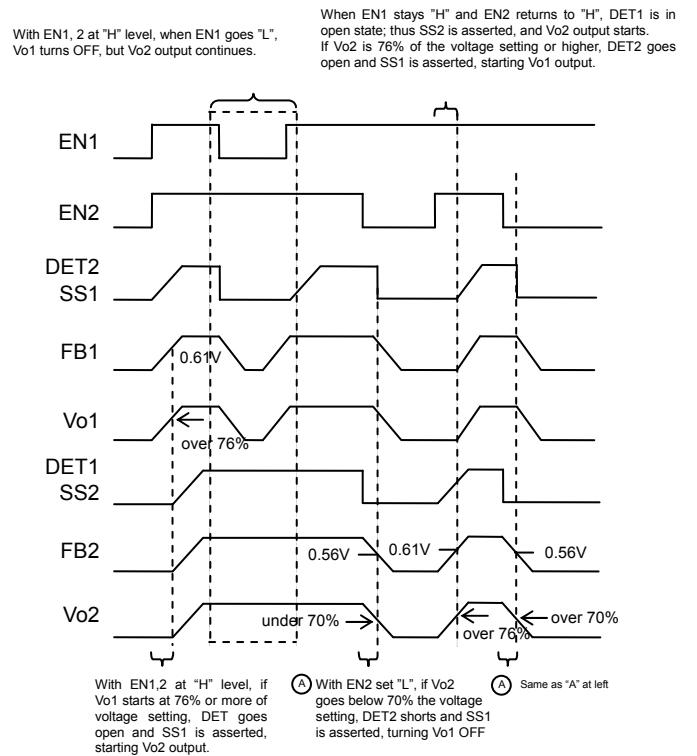 With EN1, 2 at "H" level, when EN1 goes "L",
Vo1 turns OFF, but Vo2 output continues.
When EN1 stays "H" and EN2 returns to "H", DET1 is in
open state; thus SS2 is asserted, and Vo2 output starts.
If Vo2 is 76% of the voltage setting or higher, DET2 goes
open and SS1 is asserted, starting Vo1 output.
EN1
EN2
DET2
SS1
FB1
0.61V
Vo1
over 76%
DET1
SS2
FB2
0.56V
0.61V
0.56V
Vo2
under 70%
over 76%
over 70%
With EN1,2 at “H” level, if
Vo1 starts at 76% or more of
voltage setting, DET goes
open and SS1 is asserted,
starting Vo2 output.
A
With EN2 set "L", if Vo2
goes below 70% the voltage
setting, DET2 shorts and SS1
is asserted, turning Vo1 OFF
A
Same as “A” at left